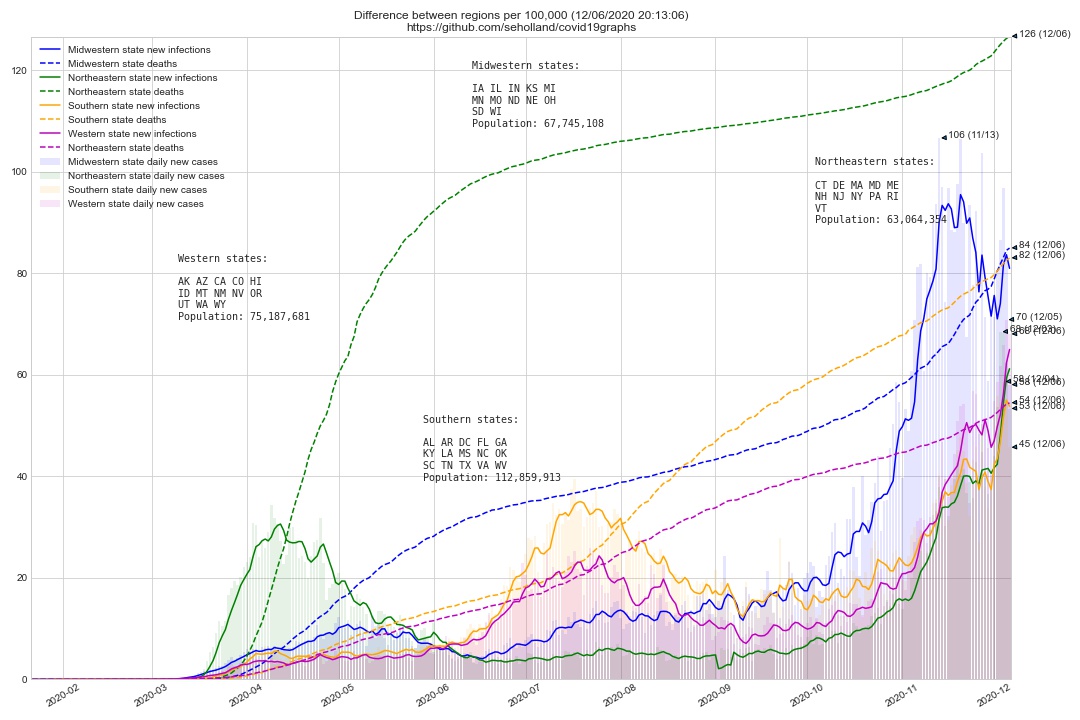 Difference between regions per 100,000 (12/06/2020 20:13:06)
https://github.com/seholland/covid19graphs
126 (12/06)
Midwestern state new infections
Midwestern state deaths
Northeastern state new infections
Northeastern state deaths
Southern state new infections
Southern state deaths
Western state new infections
Northeastern state deaths
Midwestern state daily new cases
Northeastern state daily new cases
Southern state daily new cases
Western state daily new cases
Midwestern states:
IA IL IN KS MI
MN MO ND NE OH
SD WI
Population: 67,745,108
106 (11/13)
Northeastern states:
CT DE MA MD ME
NH NJ NY PA RI
VT
Population: 63,064,354
Western states:
AK AZ CA CO HI
ID MT NM NV OR
UT WA WY
Population: 75,187,681
84 (12/06)
82 (12/06)
70 (12/05)
Southern states:
AL AR DC FL GA
KY LA MS NC OK
SC TN TX VA WV
Population: 112,859,913
54 (12/06)
53 (12/06)
45 (12/06)
120
100
80
60
40
20
0
2020-02
2020-03
2020-04
2020-05
2020-06
2020-07
2020-08
2020-09
2020-10
2020-11
2020-12